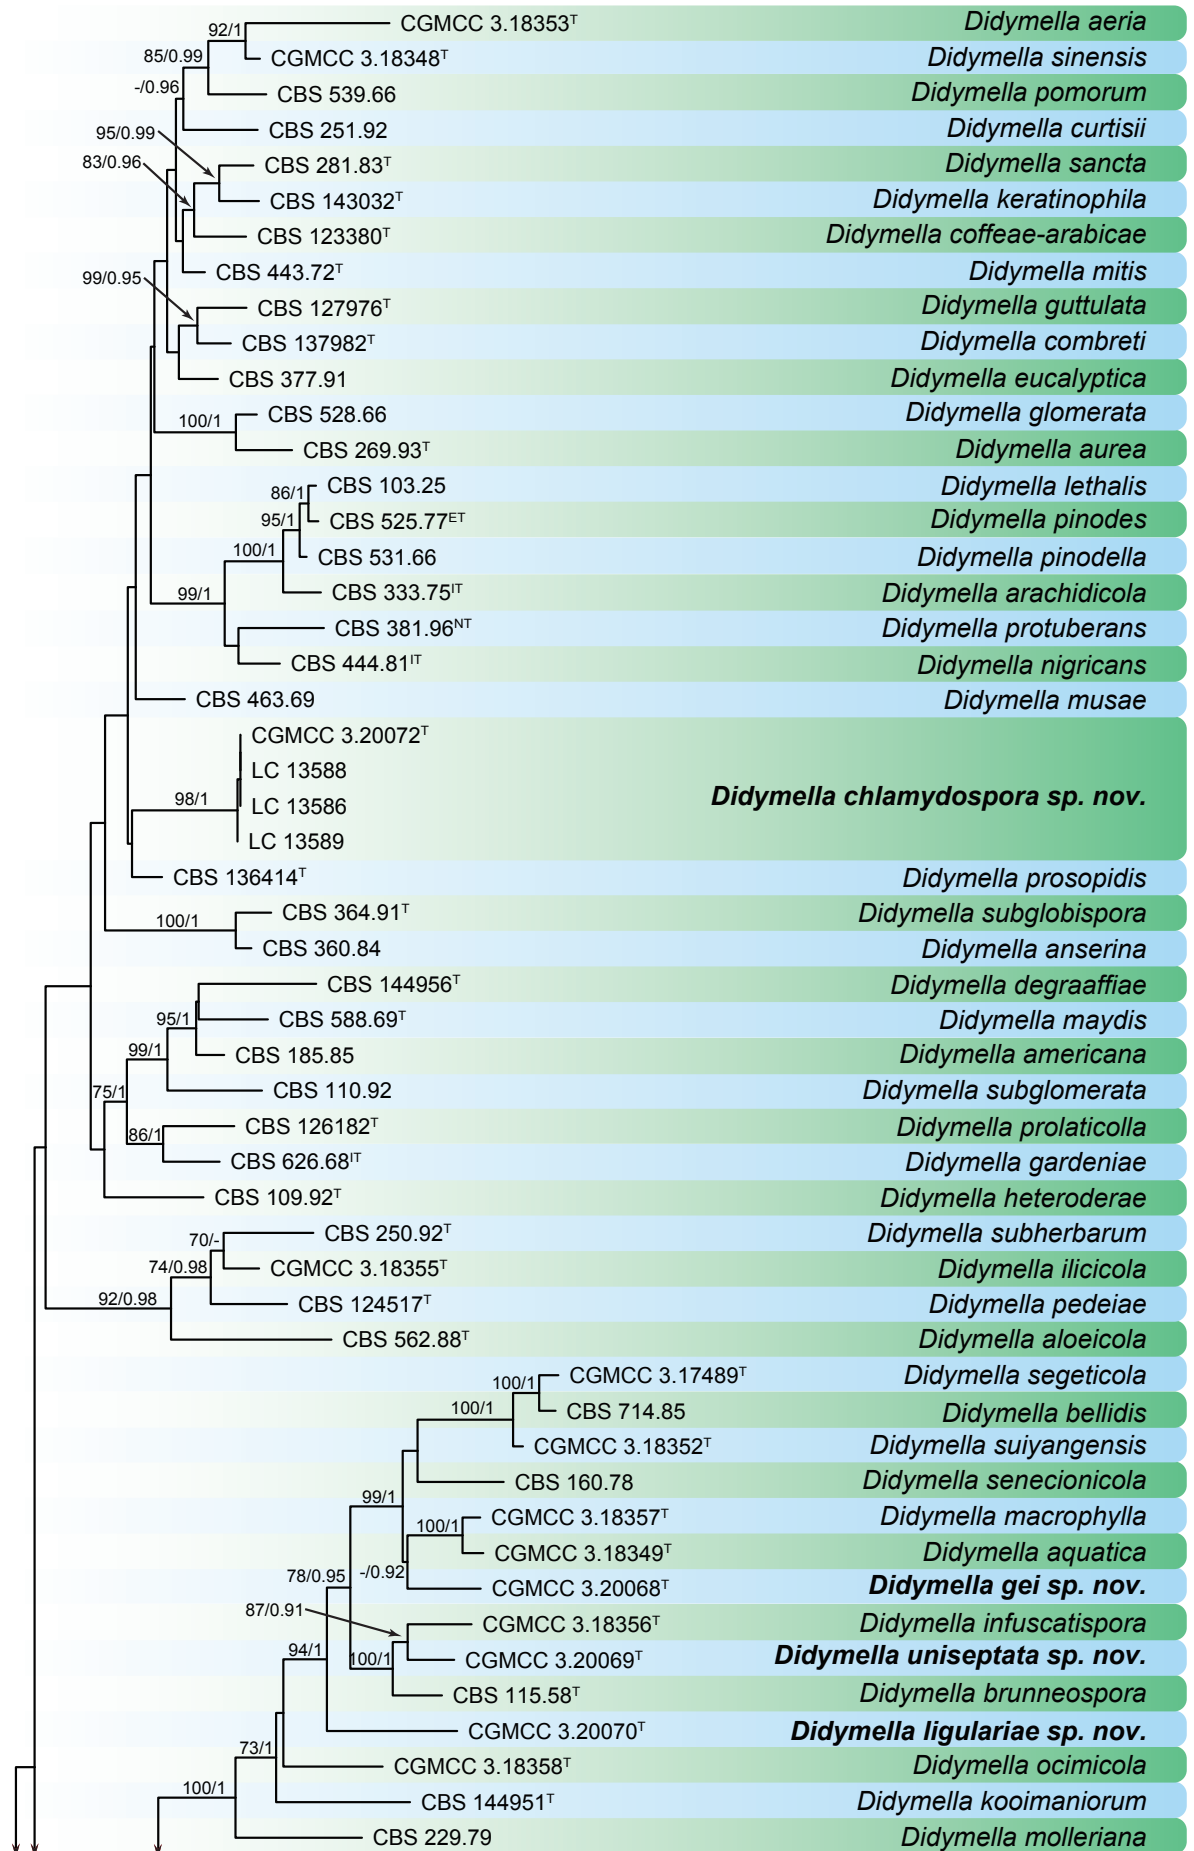 92/1 CGMCC 3.18353T Didymella aeria
85/0.99 CGMCC 3.18348T Didymella sinensis
-/0.96 CBS 539.66 Didymella pomorum
95/0.99 CBS 251.92 Didymella curtisii
83/0.96 CBS 281.83T Didymella sancta
CBS 143032T Didymella keratinophila
CBS 123380T Didymella coffeae-arabicae
99/0.95 CBS 443.72T Didymella mitis
CBS 127976T Didymella guttulata
CBS 137982T Didymella combreti
CBS 377.91 Didymella eucalyptica
100/1 CBS 528.66 Didymella glomerata
CBS 269.93T Didymella aurea
86/1 CBS 103.25 Didymella lethalis
95/1 CBS 525.77ET Didymella pinodes
100/1 CBS 531.66 Didymella pinodella
99/1 CBS 333.75IT Didymella arachidicola
CBS 381.96NT Didymella protuberans
CBS 444.81IT Didymella nigricans
CBS 463.69 Didymella musae
CGMCC 3.20072T
LC 13588
98/1 LC 13586 Didymella chlamydospora sp. nov.
LC 13589
CBS 136414T Didymella prosopidis
100/1 CBS 364.91T Didymella subglobispora
CBS 360.84 Didymella anserina
CBS 144956T Didymella degraaffiae
95/1 CBS 588.69T Didymella maydis
99/1 CBS 185.85 Didymella americana
75/1 CBS 110.92 Didymella subglomerata
86/1 CBS 126182T Didymella prolaticolla
CBS 626.68IT Didymella gardeniae
CBS 109.92T Didymella heteroderae
70/- CBS 250.92T Didymella subherbarum
74/0.98 CGMCC 3.18355T Didymella ilicicola
92/0.98 CBS 124517T Didymella pedeiae
CBS 562.88T Didymella aloeicola
100/1 CGMCC 3.17489T Didymella segeticola
100/1 CBS 714.85 Didymella bellidis
CGMCC 3.18352T Didymella suiyangensis
99/1 CBS 160.78 Didymella senecionicola
100/1 CGMCC 3.18357T Didymella macrophylla
CGMCC 3.18349T Didymella aquatica
78/0.95 -/0.92 CGMCC 3.20068T Didymella gei sp. nov.
87/0.91 CGMCC 3.18356T Didymella infuscatispora
94/1 100/1 CGMCC 3.20069T Didymella uniseptata sp. nov.
CBS 115.58T Didymella brunneospora
CGMCC 3.20070T Didymella ligulariae sp. nov.
73/1 CGMCC 3.18358T Didymella ocimicola
100/1 CBS 144951T Didymella kooimaniorum
CBS 229.79 Didymella molleriana